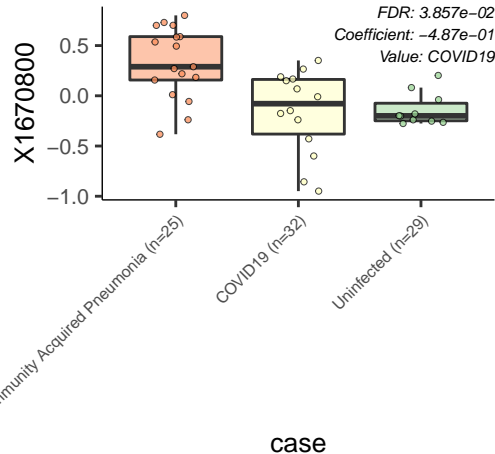 FDR: 3.857e−02
Coefficient: −4.87e−01
Value: COVID19
X1670800
0.5
0.0
−0.5
−1.0
Acquired Pneumonia (n=25)
COVID19 (n=32)
Uninfected (n=29)
case